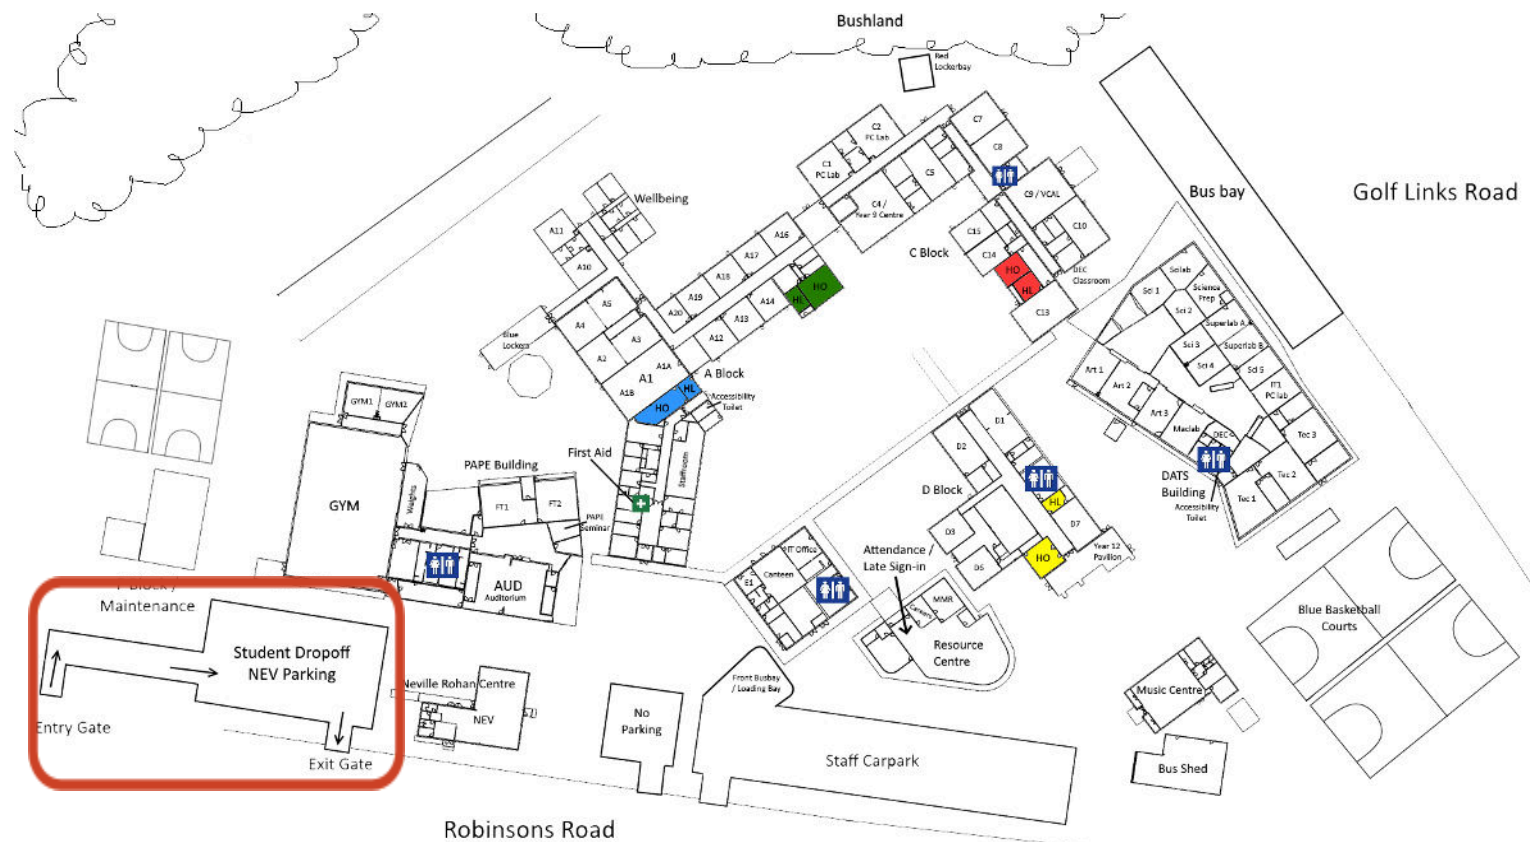 Bushland
Red
Lockerbay
C7
C2
PC Lab
C8
C1
PC Lab
C5
Bus bay
Golf Links Road
Wellbeing
C9 / VCAL
C4 /
Year 9 Centre
A11
A16
C15
C10
C Block
A17
C14
A10
A18
HO
DEC
Classroom
Scilab
HO
HL
Sci 1
Science
Prep
A5
A19
A14
HL
A20
A13
C13
Sci 2
Superlab A
A4
A12
Blue
Lockers
A3
Sci 3
Superlab B
A2
A1A
Sci 4
Sci 5
Art 1
A1
A Block
Art 2
IT1
PC lab
A1B
HL
HO
Accessibility
Toilet
GYM1
GYM2
Art 3
Maclab
D1
DEC
Tec 3
D2
First Aid
Staffroom
PAPE Building
Tec 2
DATS
Building
Accessibility
Toilet
D Block
HL
Tec 1
GYM
Weights
FT1
FT2
PAPE
Seminar
D7
D3
Year 12
Pavilion
Attendance /
Late Sign-in
IT Office
HO
D5
Canteen
E1
AUD
Auditorium
Maintenance
MMR
Careers
Blue Basketball
Courts
Student Dropoff
NEV Parking
Resource
Centre
Neville Rohan Centre
Front Busbay
/ Loading Bay
Music Centre
NEV
No
Parking
Entry Gate
Exit Gate
Staff Carpark
Bus Shed
Robinsons Road